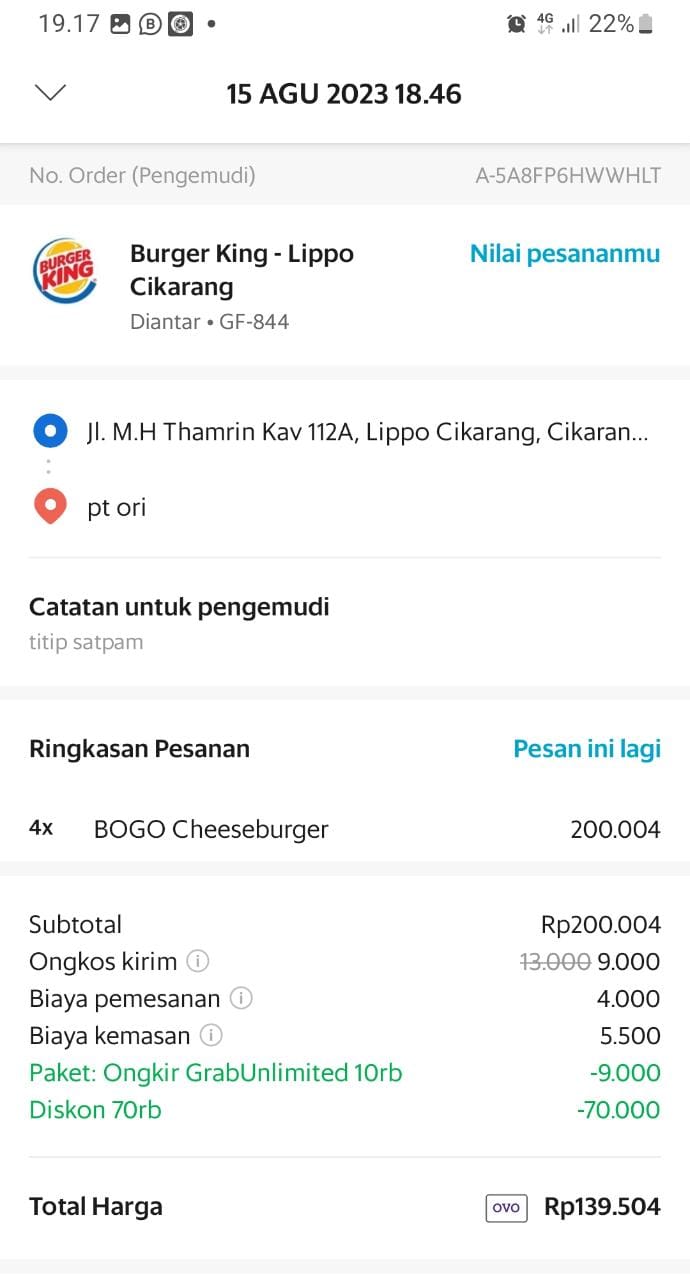 19.17 B 4G 22%
15 AGU 2023 18.46
No. Order (Pengemudi) A-5A8FP6HWWHLT
BURGER KING
Burger King - Lippo Cikarang
Nilai pesananmu
Diantar • GF-844
Jl. M.H Thamrin Kav 112A, Lippo Cikarang, Cikaran...
pt ori
Catatan untuk pengemudi
titip satpam
Ringkasan Pesanan Pesan ini lagi
4x BOGO Cheeseburger 200.004
Subtotal Rp200.004
Ongkos kirim 13.000 9.000
Biaya pemesanan 4.000
Biaya kemasan 5.500
Paket: Ongkir GrabUnlimited 10rb -9.000
Diskon 70rb -70.000
Total Harga OVO Rp139.504